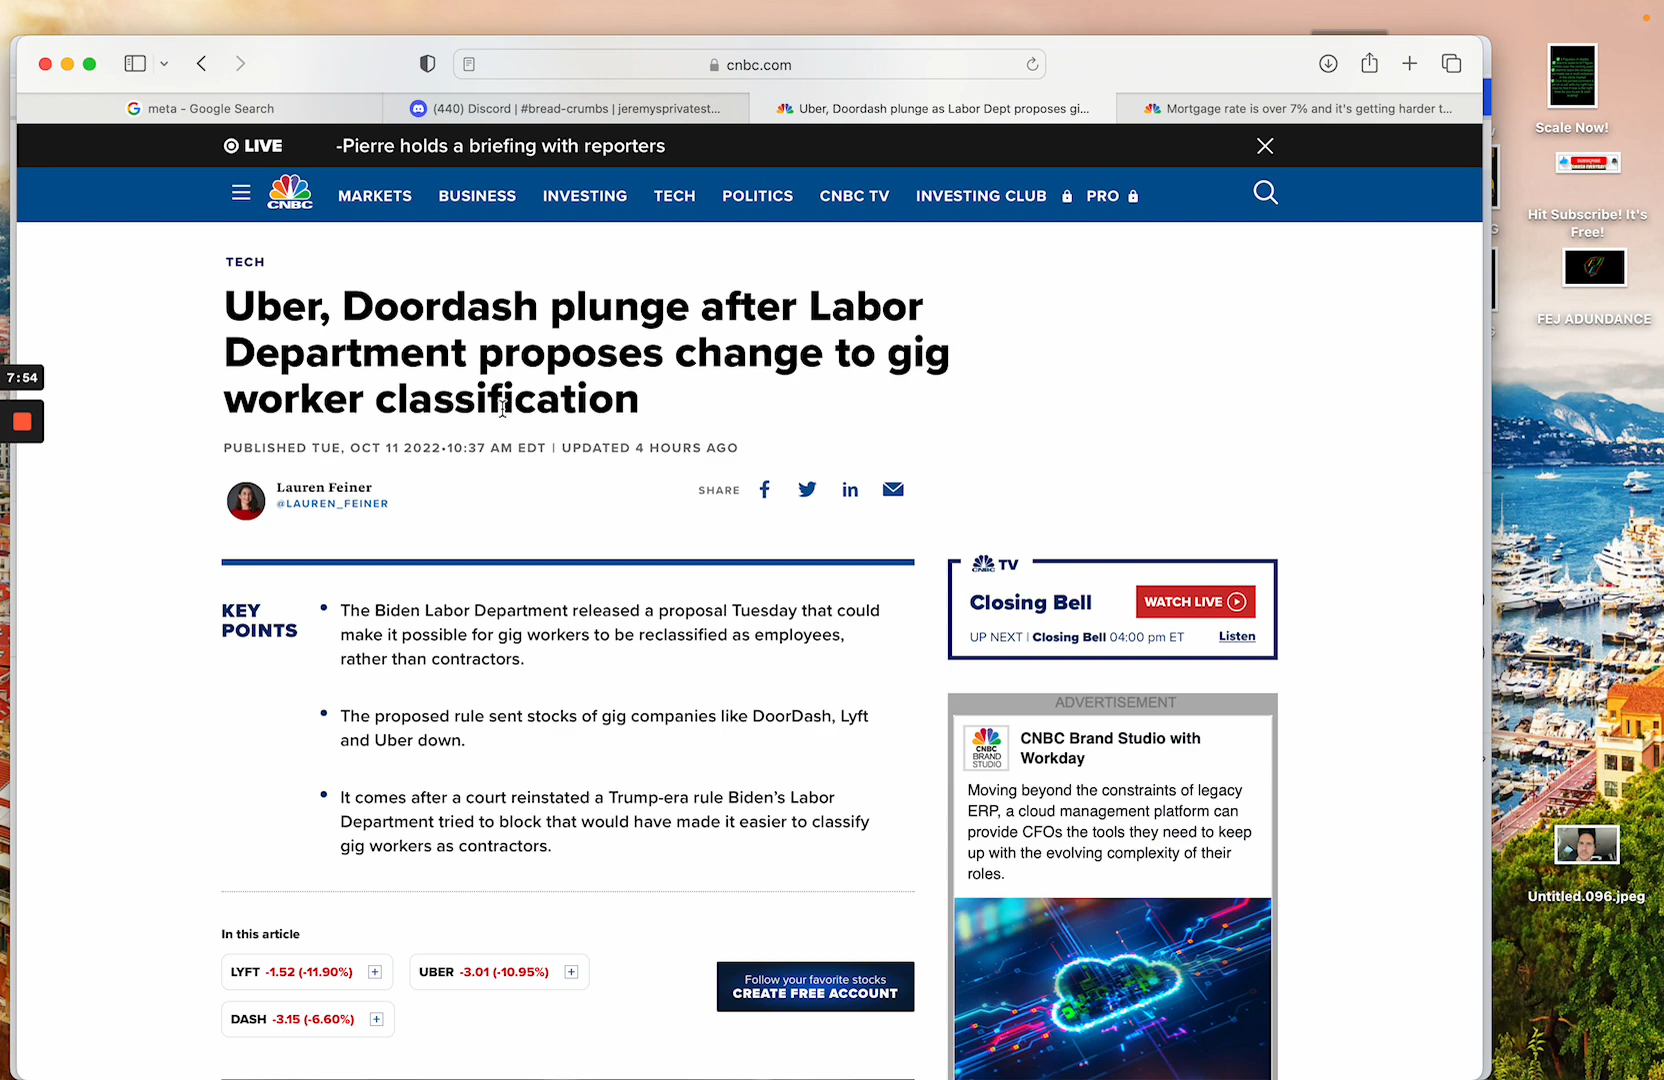 meta - Google Search
(440) Discord | #bread-crumbs | jeremysprivatest...
Uber, Doordash plunge as Labor Dept proposes gi...
Mortgage rate is over 7% and it's getting harder t...
cnbc.com
LIVE
-Pierre holds a briefing with reporters
CNBC
MARKETS
BUSINESS
INVESTING
TECH
POLITICS
CNBC TV
INVESTING CLUB
PRO
TECH
Uber, Doordash plunge after Labor
Department proposes change to gig
worker classification
PUBLISHED TUE, OCT 11 2022•10:37 AM EDT | UPDATED 4 HOURS AGO
Lauren Feiner
@LAUREN_FEINER
SHARE
KEY
POINTS
The Biden Labor Department released a proposal Tuesday that could
make it possible for gig workers to be reclassified as employees,
rather than contractors.
The proposed rule sent stocks of gig companies like DoorDash, Lyft
and Uber down.
It comes after a court reinstated a Trump-era rule Biden’s Labor
Department tried to block that would have made it easier to classify
gig workers as contractors.
In this article
LYFT -1.52 (-11.90%)
UBER -3.01 (-10.95%)
DASH -3.15 (-6.60%)
Follow your favorite stocks
CREATE FREE ACCOUNT
CNBC TV
Closing Bell
WATCH LIVE
UP NEXT | Closing Bell 04:00 pm ET
Listen
ADVERTISEMENT
CNBC
BRAND
STUDIO
CNBC Brand Studio with
Workday
Moving beyond the constraints of legacy
ERP, a cloud management platform can
provide CFOs the tools they need to keep
up with the evolving complexity of their
roles.
7:54
Scale Now!
Hit Subscribe! It's
Free!
FEJ ADUNDANCE
Untitled.096.jpeg